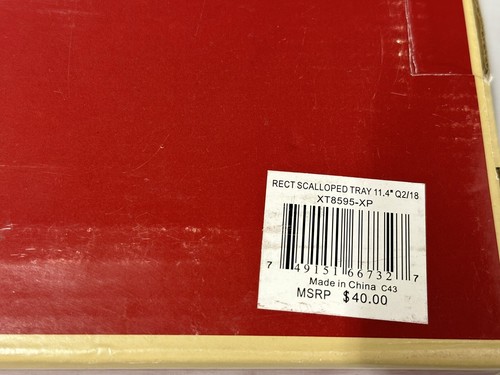 RECT SCALLOPED TRAY 11.4" Q2/18
XT8595-XP
7 49151 66732 7
Made in China C43
MSRP $40.00